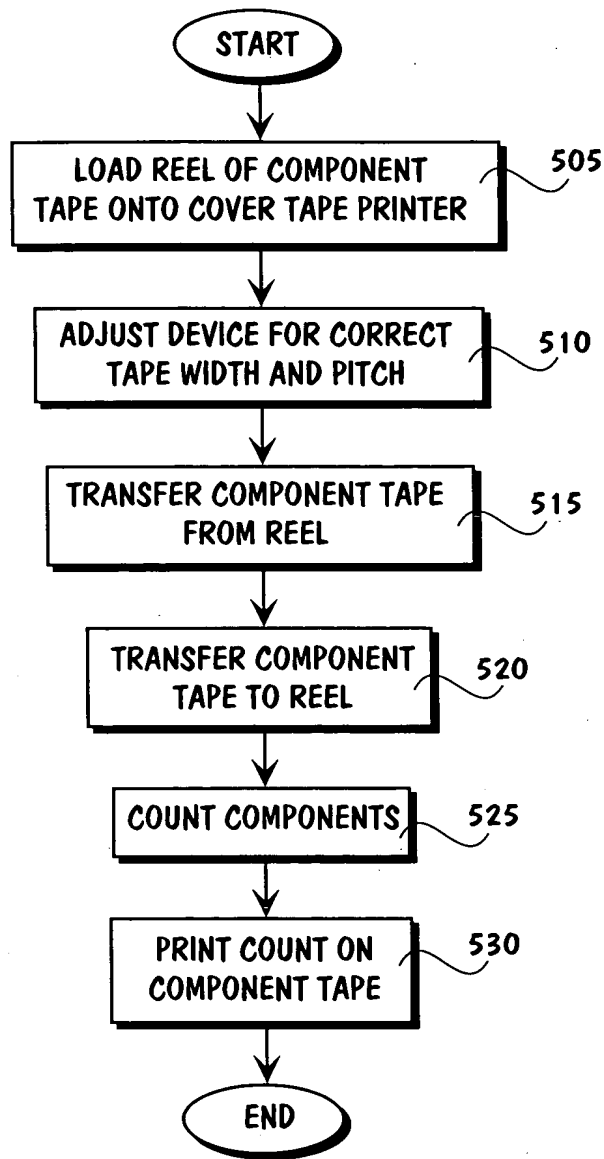 START
LOAD REEL OF COMPONENT
TAPE ONTO COVER TAPE PRINTER
505
ADJUST DEVICE FOR CORRECT
TAPE WIDTH AND PITCH
510
TRANSFER COMPONENT TAPE
FROM REEL
515
TRANSFER COMPONENT
TAPE TO REEL
520
COUNT COMPONENTS
525
PRINT COUNT ON
COMPONENT TAPE
530
END